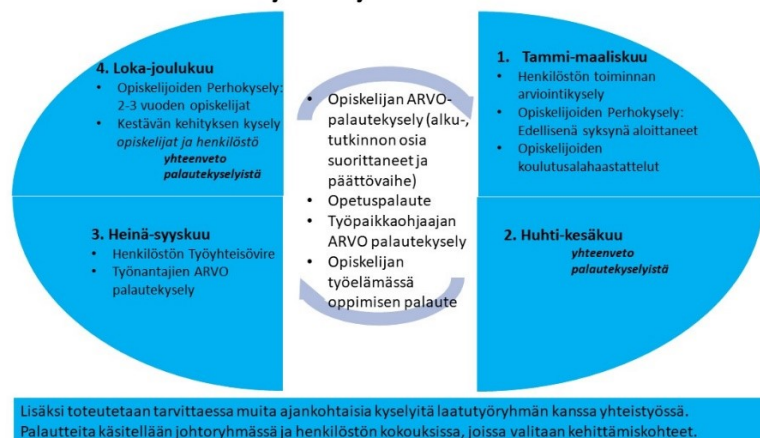 4. Loka-joulukuu
• Opiskelijoiden Perhokysely:
2-3 vuoden opiskelijat
• Kestävän kehityksen kysely
opiskelijat ja henkilöstö
yhteenveto
palautekyselyistä
• Opiskelijan ARVO-
palautekysely (alku-,
tutkinnon osia
suorittaneet ja
päättövaihe)
• Opetuspalaute
• Työpaikkaohjaajan
ARVO palautekysely
• Opiskelijan
työelämässä
oppimisen palaute
1. Tammi-maaliskuu
• Henkilöstön toiminnan
arviointikysely
• Opiskelijoiden Perhokysely:
Edellisenä syksynä aloittaneet
• Opiskelijoiden
koulutusalahaastattelut
3. Heinä-syyskuu
• Henkilöstön Työyhteisövire
• Työnantajien ARVO
palautekysely
2. Huhti-kesäkuu
yhteenveto
palautekyselyistä
Lisäksi toteutetaan tarvittaessa muita ajankohtaisia kyselyitä laatutyöryhmän kanssa yhteistyössä.
Palautteita käsitellään johtoryhmässä ja henkilöstön kokouksissa, joissa valitaan kehittämiskohteet.